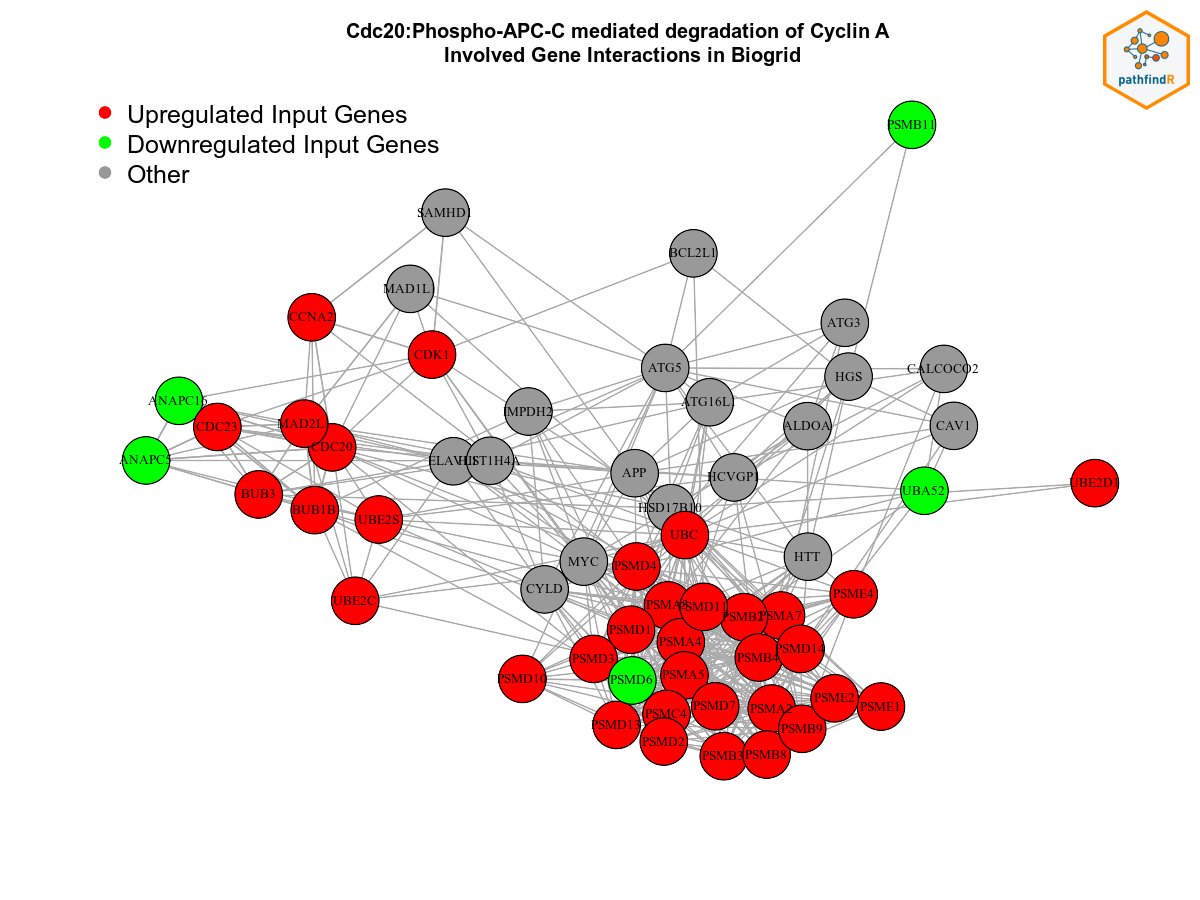 Cdc20:Phospho-APC-C mediated degradation of Cyclin A
Involved Gene Interactions in Biogrid
pathfindR
Upregulated Input Genes
Downregulated Input Genes
Other
PSMB11
SAMHD1
BCL2L1
MAD1L1
CCNA2
ATG3
CDK1
ATG5
HGS
CALCOCO2
ANAPC16
ATG16L1
IMPDH2
CDC23
MAD2L1
ALDOA
CAV1
CDC20
ANAPC5
ELAVL1
HIST1H4A
APP
HCVGP1
UBE2D1
UBA52
BUB3
HSD17B10
BUB1B
UBE2S
UBC
HTT
MYC
PSMD4
CYLD
PSME4
UBE2C
PSMD11
PSMA7
PSMD1
PSMA4
PSMD14
PSMB4
PSMD3
PSMA5
PSMD10
PSMD6
PSME2
PSMD7
PSME1
PSMA2
PSMC4
PSMD13
PSMB9
PSMD2
PSMB3
PSMB8